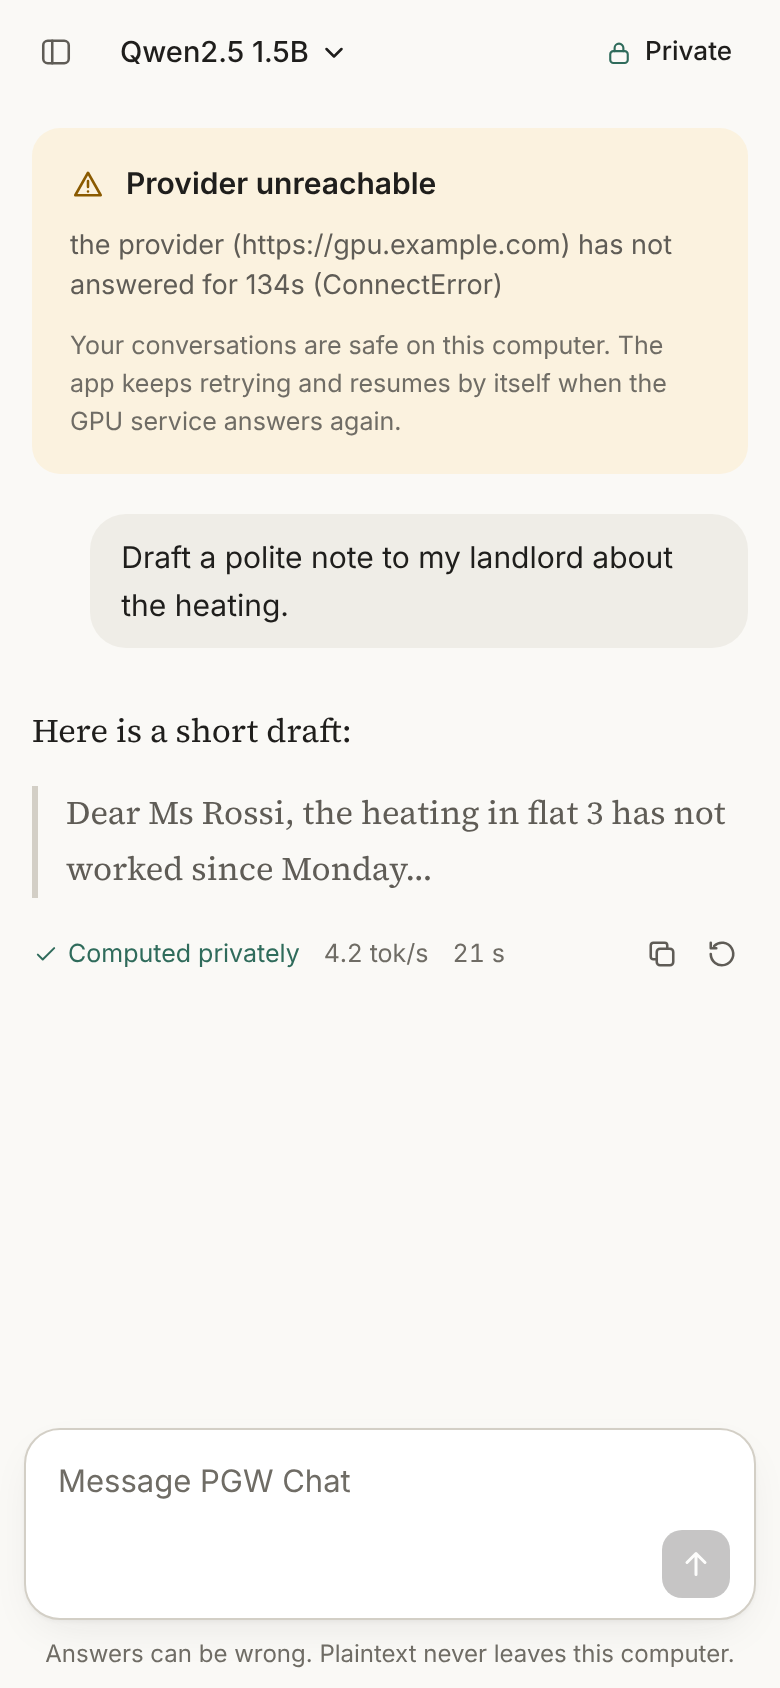 Qwen2.5 1.5B
Private
Provider unreachable
the provider (https://gpu.example.com) has not
answered for 134s (ConnectError)
Your conversations are safe on this computer. The
app keeps retrying and resumes by itself when the
GPU service answers again.
Draft a polite note to my landlord about
the heating.
Here is a short draft:
Dear Ms Rossi, the heating in flat 3 has not
worked since Monday...
Computed privately 4.2 tok/s 21 s
Message PGW Chat
Answers can be wrong. Plaintext never leaves this computer.